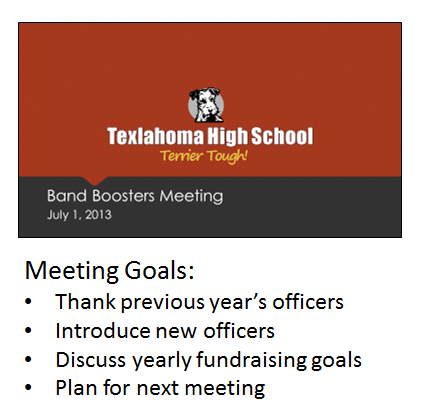 Texlahoma High School
Terrier Tough!
Band Boosters Meeting
July 1, 2013
Meeting Goals:
• Thank previous year's officers
• Introduce new officers
• Discuss yearly fundraising goals
• Plan for next meeting